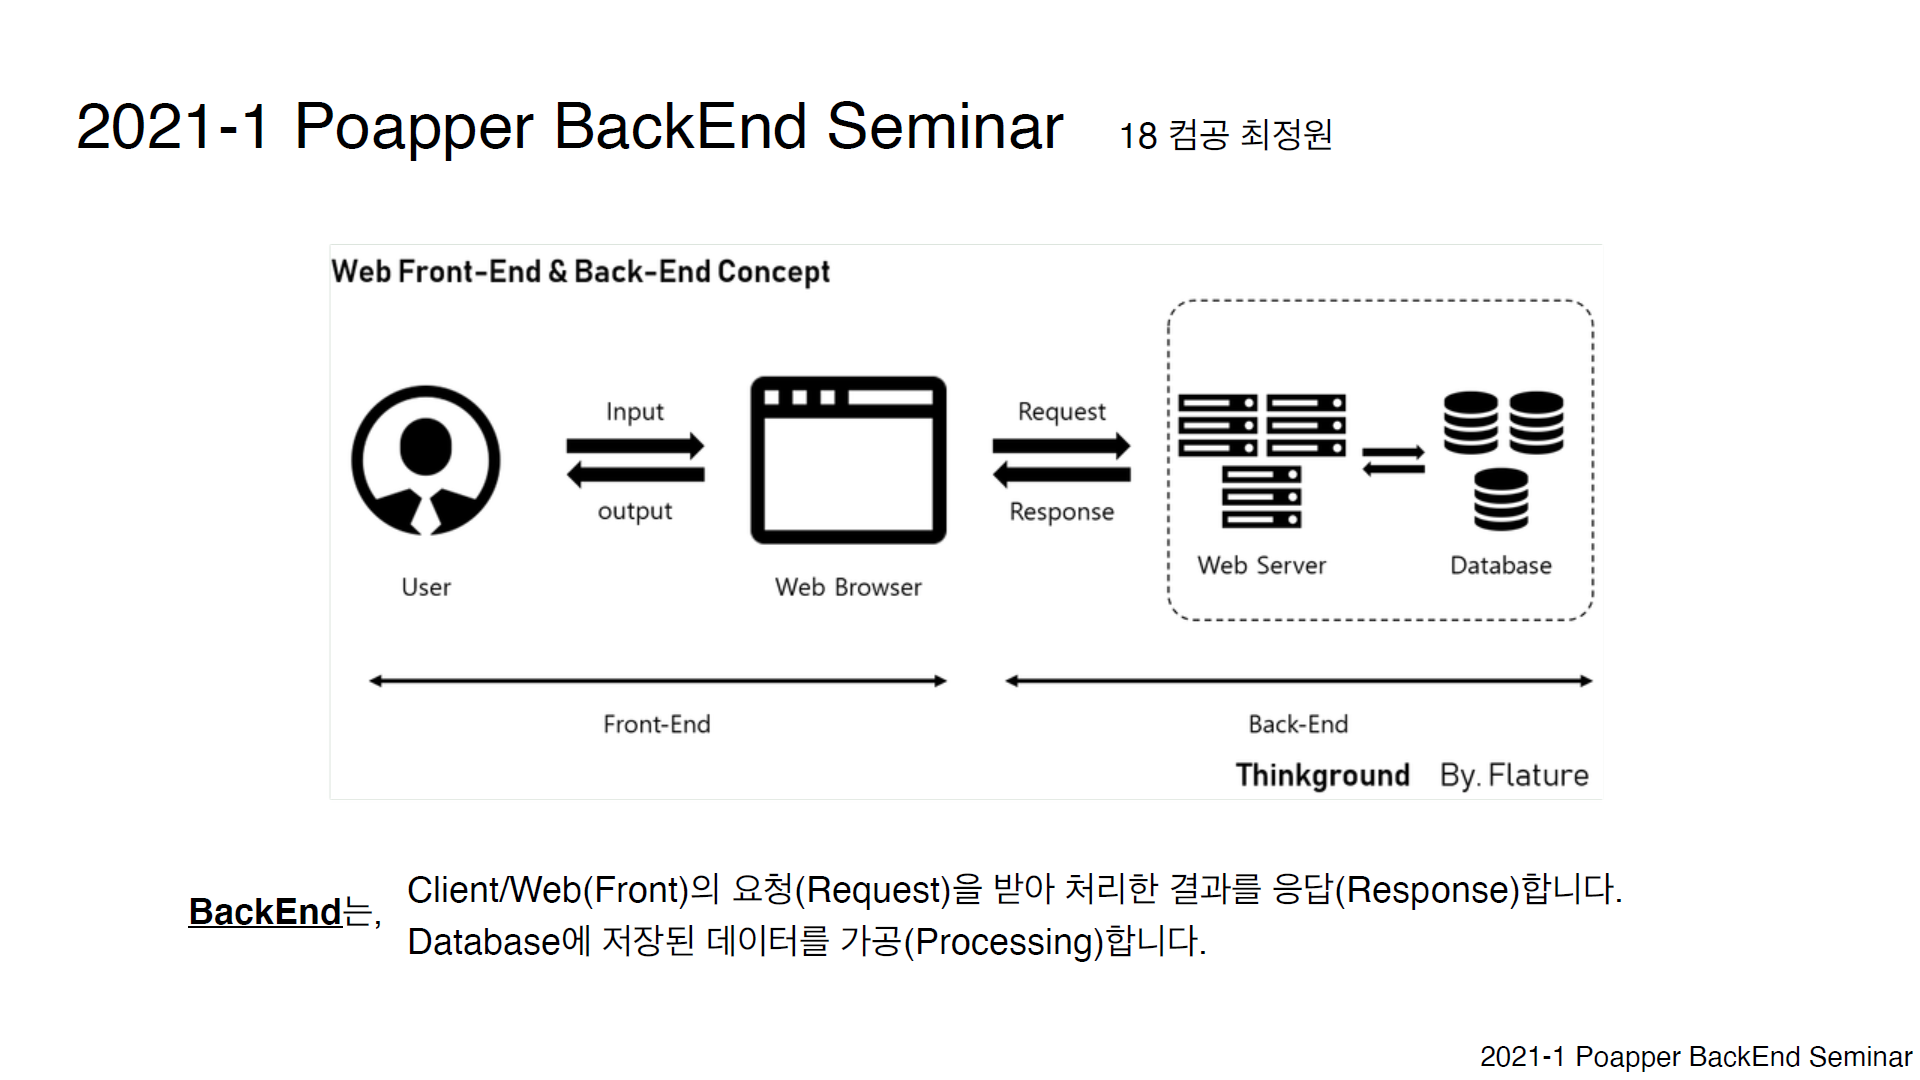 2021-1 Poapper BackEnd Seminar 18 컴공 최정원
Web Front-End & Back-End Concept
Input
output
Request
Response
User
Web Browser
Web Server
Database
Front-End
Back-End
Thinkground By. Flature
BackEnd는,
Client/Web(Front)의 요청(Request)을 받아 처리한 결과를 응답(Response)합니다.
Database에 저장된 데이터를 가공(Processing)합니다.
2021-1 Poapper BackEnd Seminar